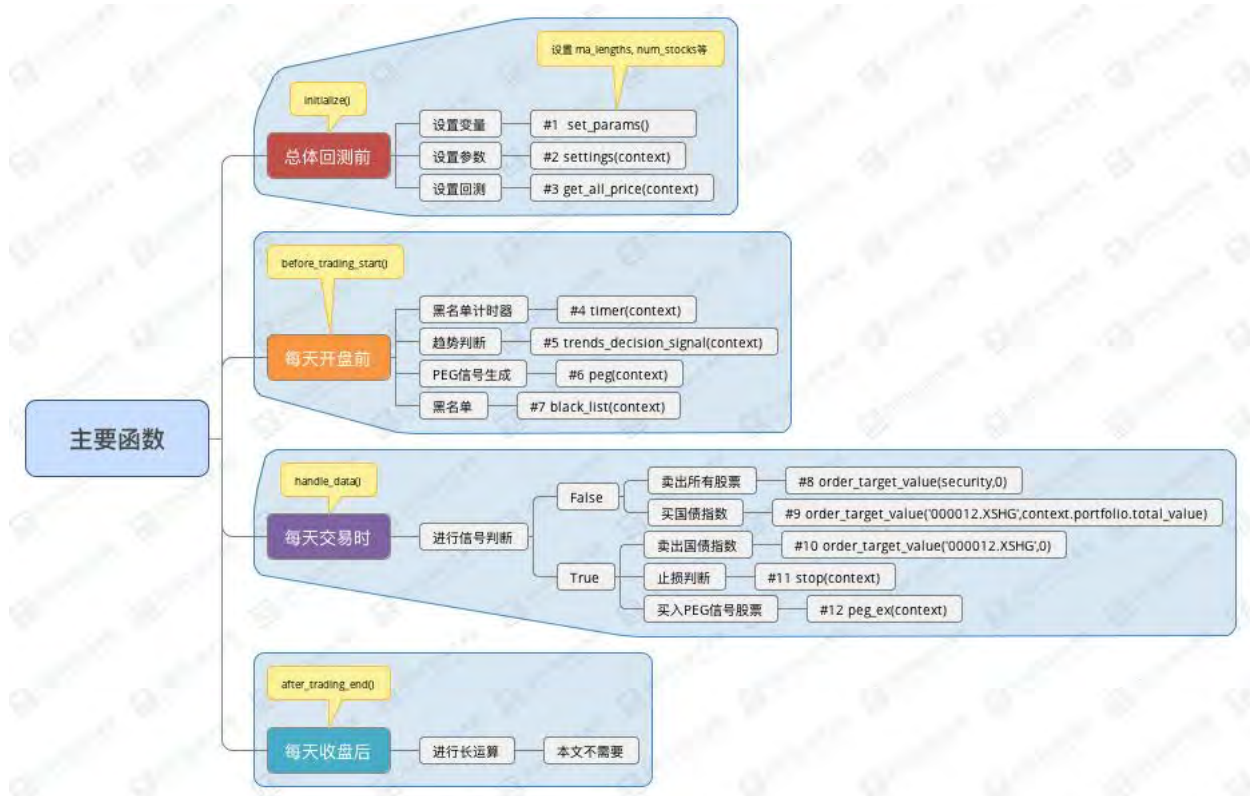 设置 ma_lengths, num_stocks等
initialize()
总体回测前
设置变量
#1 set_params()
设置参数
#2 settings(context)
设置回测
#3 get_all_price(context)
before_trading_start()
每天开盘前
黑名单计时器
#4 timer(context)
趋势判断
#5 trends_decision_signal(context)
PEG信号生成
#6 peg(context)
黑名单
#7 black_list(context)
主要函数
handle_data()
每天交易时
进行信号判断
False
卖出所有股票
#8 order_target_value(security,0)
买国债指数
#9 order_target_value('000012.XSHG',context.portfolio.total_value)
True
卖出国债指数
#10 order_target_value('000012.XSHG',0)
止损判断
#11 stop(context)
买入PEG信号股票
#12 peg_ex(context)
after_trading_end()
每天收盘后
进行长运算
本文不需要